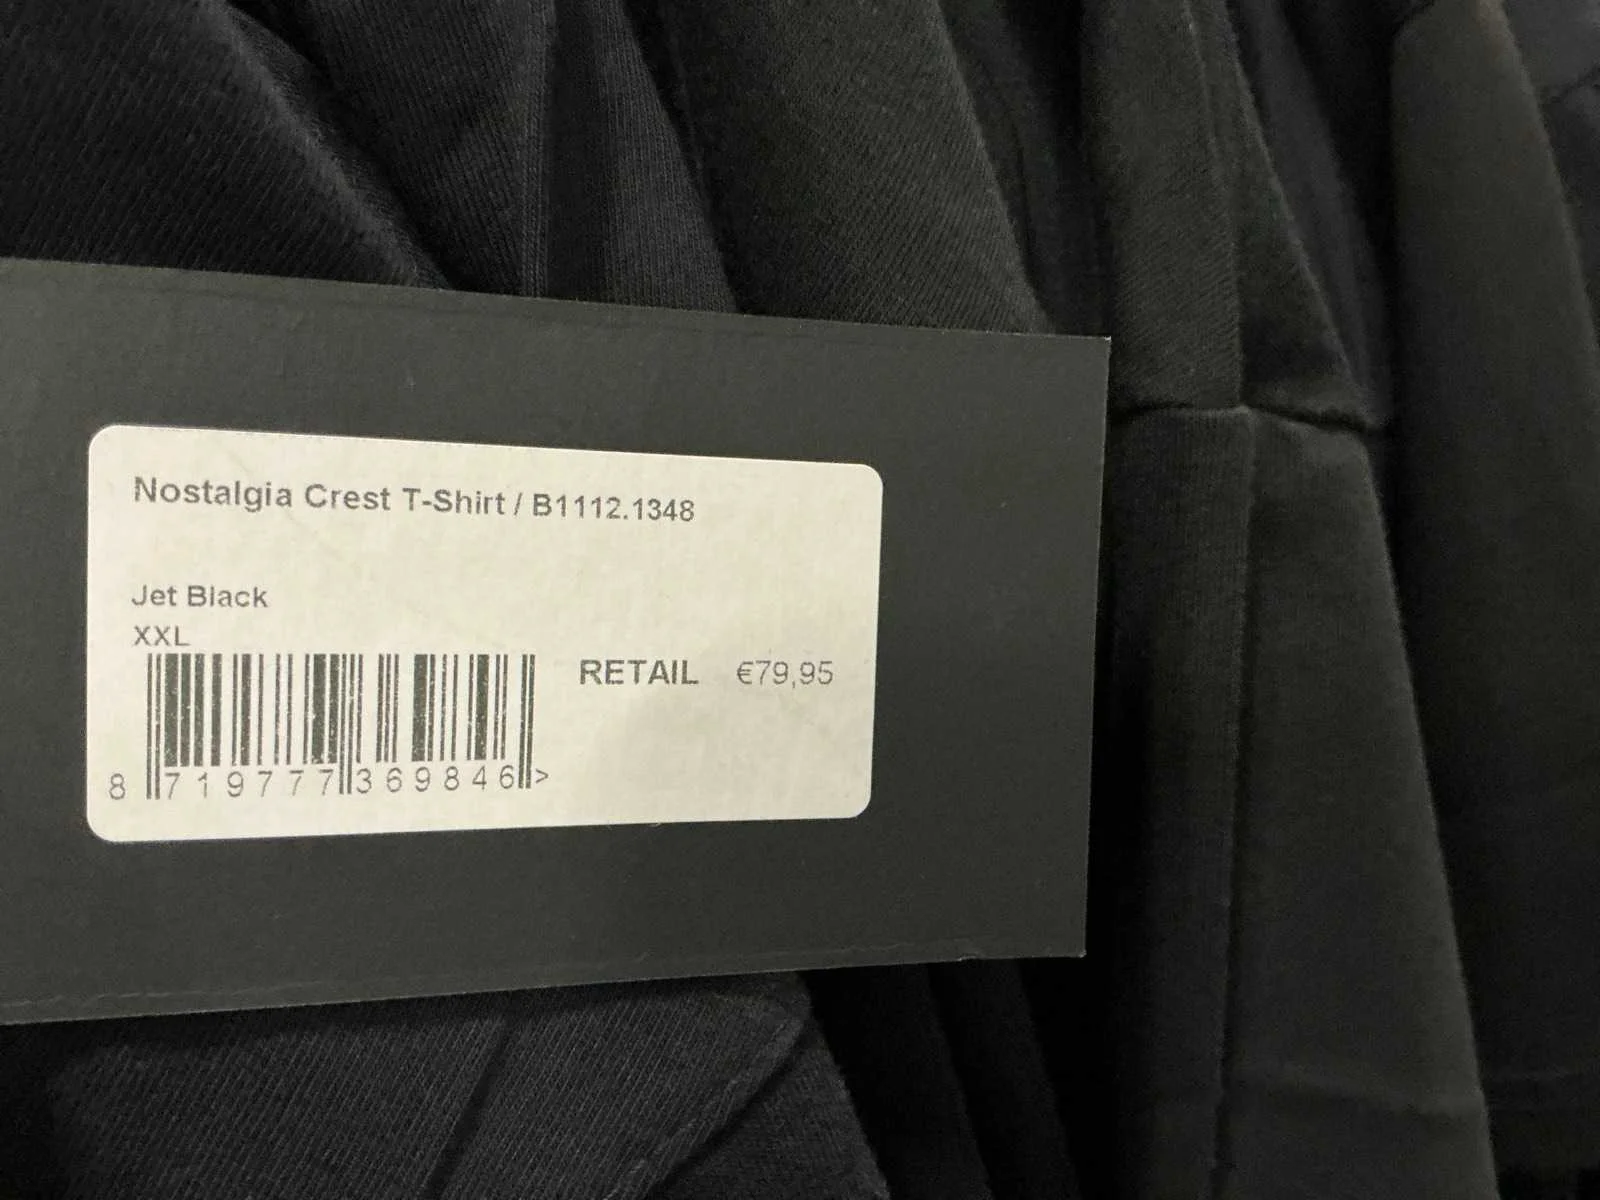 Nostalgia Crest T-Shirt / B1112.1348
Jet Black
XXL
RETAIL €79,95
8 719777 369846 >